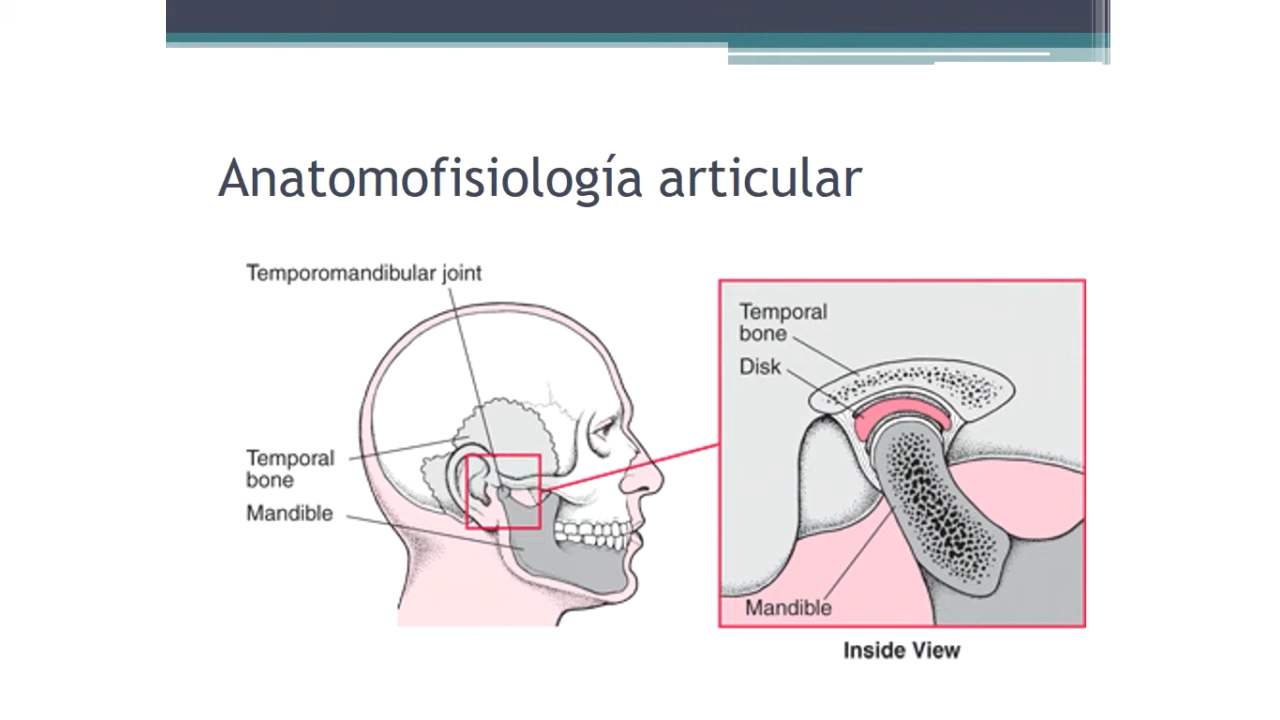 Anatomofisiología articular
Temporomandibular joint
Temporal
bone
Mandible
Temporal
bone
Disk
Mandible
Inside View